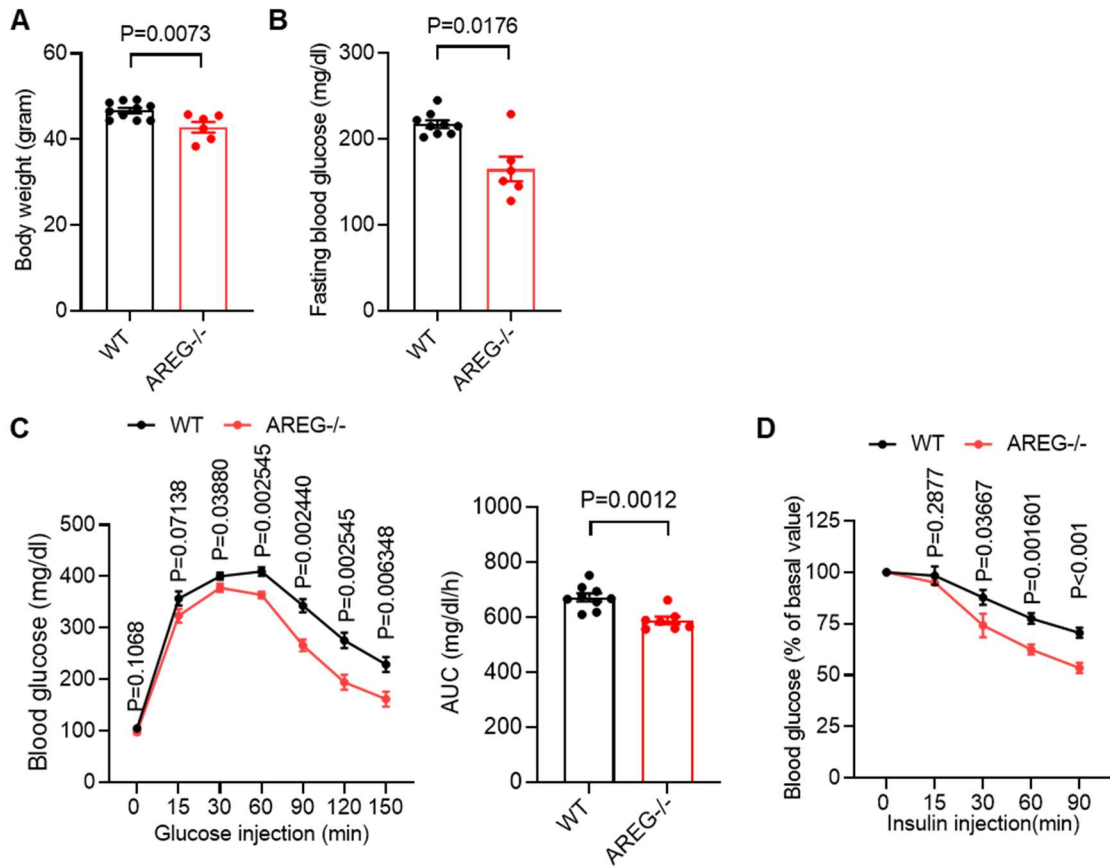 A
P=0.0073
Body weight (gram)
60
40
20
0
WT
AREG-/-
B
P=0.0176
Fasting blood glucose (mg/dl)
300
200
100
0
WT
AREG-/-
C
WT
AREG-/-
Blood glucose (mg/dl)
500
400
300
200
100
0
P=0.1068
P=0.07138
P=0.03880
P=0.002545
P=0.002440
P=0.002545
P=0.006348
0 15 30 60 90 120 150
Glucose injection (min)
P=0.0012
AUC (mg/dl/h)
1000
800
600
400
200
0
WT
AREG-/-
D
WT
AREG-/-
Blood glucose (% of basal value)
125
100
75
50
25
0
P=0.2877
P=0.03667
P=0.001601
P<0.001
0 15 30 60 90
Insulin injection(min)